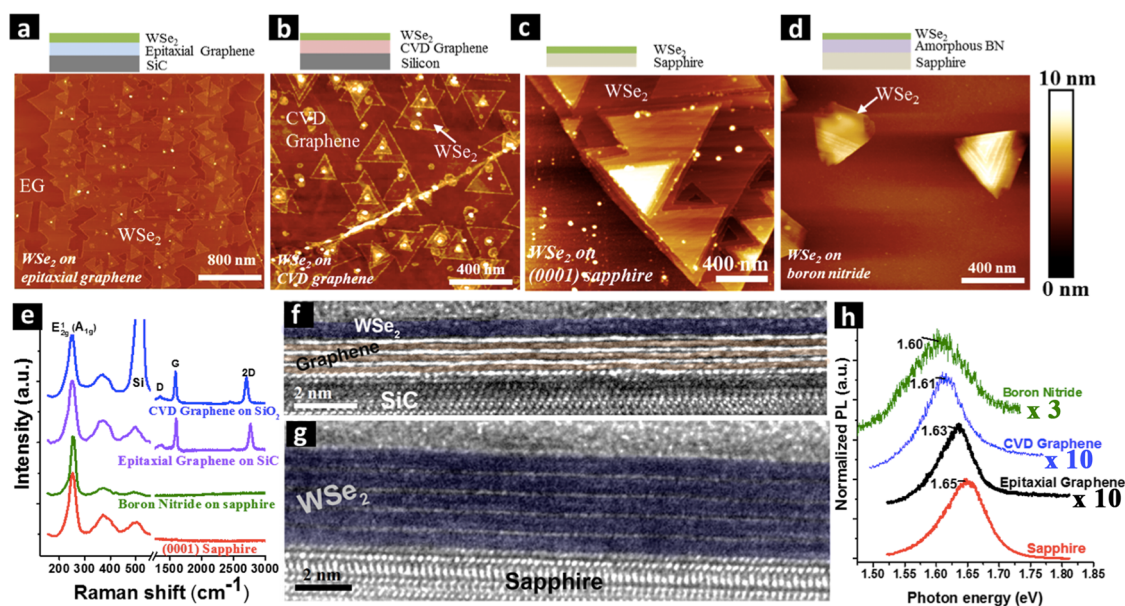 a
WSe₂
Epitaxial Graphene
SiC
EG
WSe₂
WSe₂ on
epitaxial graphene
800 nm
b
WSe₂
CVD Graphene
Silicon
CVD
Graphene
WSe₂
WSe₂ on
CVD graphene
400 nm
c
WSe₂
Sapphire
WSe₂
WSe₂ on
(0001) sapphire
400 nm
d
WSe₂
Amorphous BN
Sapphire
WSe₂
WSe₂ on
boron nitride
400 nm
10 nm
0 nm
e
E¹₂g (A₁g)
Si
D
G
2D
CVD Graphene on SiO₂
Epitaxial Graphene on SiC
Boron Nitride on sapphire
(0001) Sapphire
Intensity (a.u.)
150 300 450 1500 2000 2500 3000
Raman shift (cm⁻¹)
f
WSe₂
Graphene
2 nm
SiC
g
WSe₂
2 nm
Sapphire
h
1.60
Boron Nitride
x 3
1.61
CVD Graphene
x 10
1.63
Epitaxial Graphene
x 10
1.65
Sapphire
Normalized PL (a.u.)
1.50 1.55 1.60 1.65 1.70 1.75 1.80 1.85
Photon energy (eV)